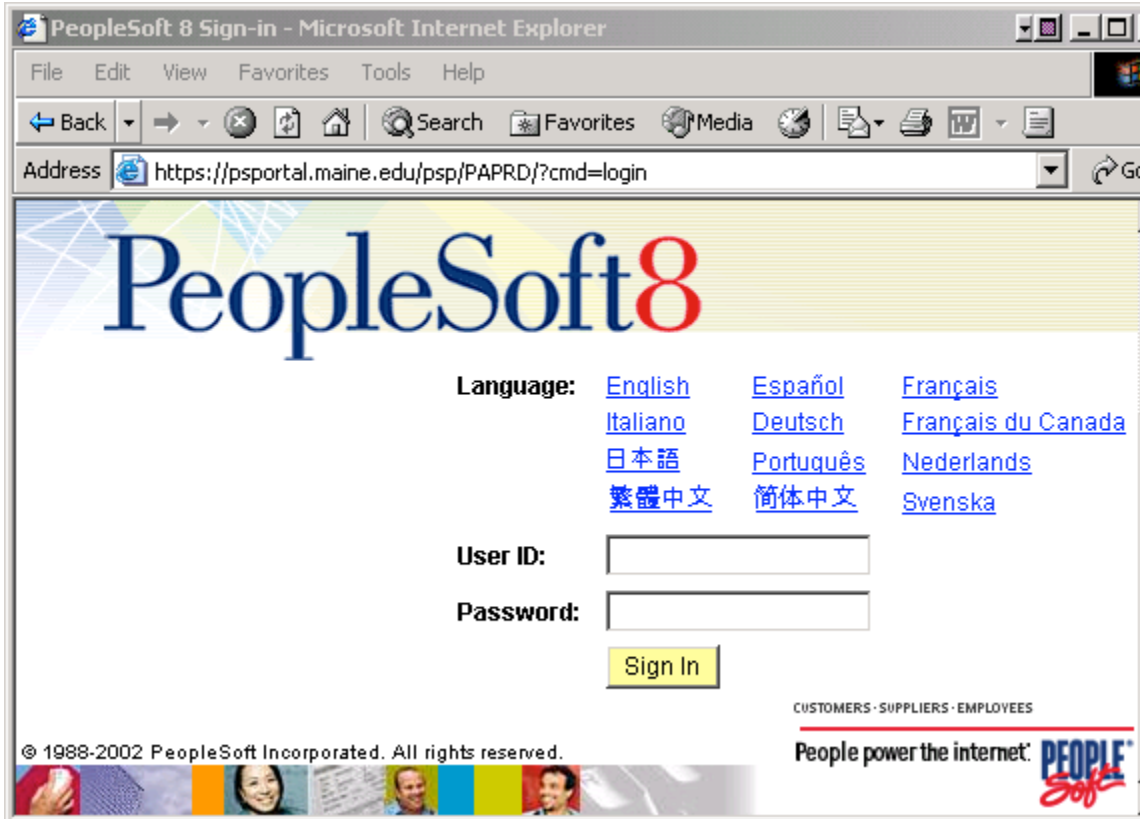 PeopleSoft 8 Sign-in - Microsoft Internet Explorer
File Edit View Favorites Tools Help
Back Search Favorites Media
Address https://psportal.maine.edu/psp/PAPRD/?cmd=login Go
PeopleSoft8
Language: English Español Français
Italiano Deutsch Français du Canada
日本語 Português Nederlands
繁體中文 简体中文 Svenska
User ID:
Password:
Sign In
CUSTOMERS · SUPPLIERS · EMPLOYEES
© 1988-2002 PeopleSoft Incorporated. All rights reserved.
People power the internet.
PEOPLE
Soft